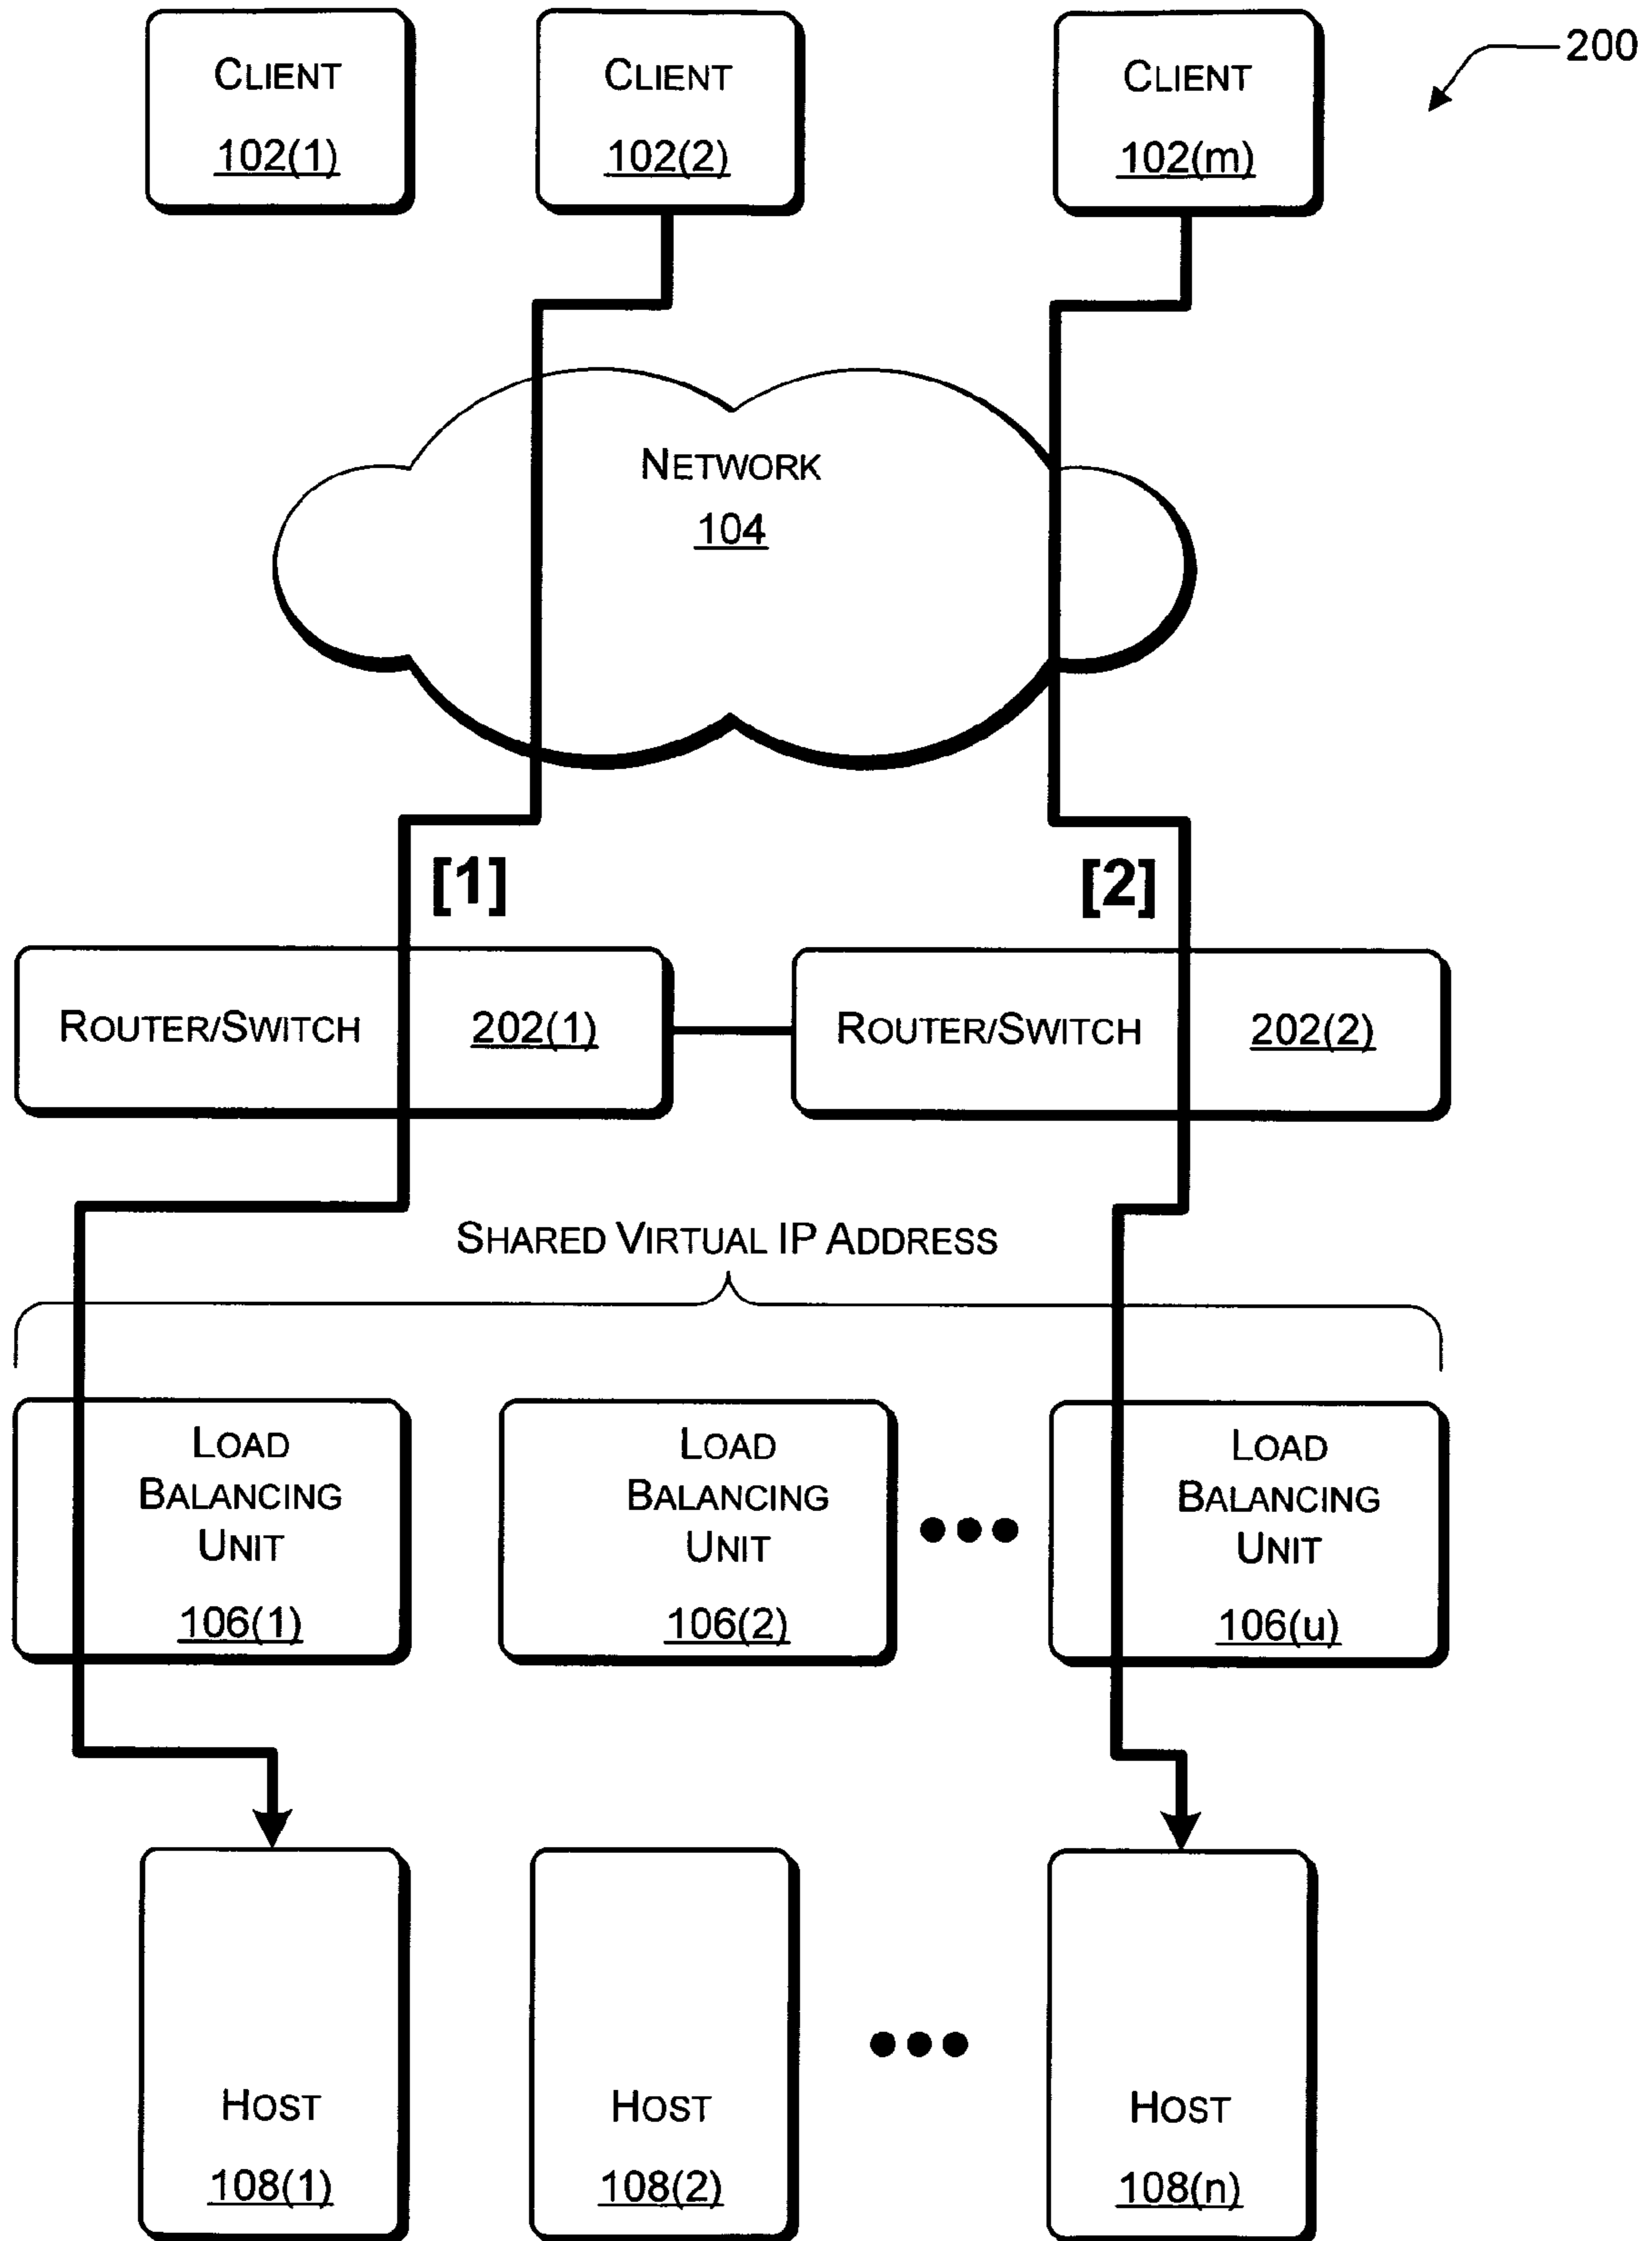 200
CLIENT
102(1)
CLIENT
102(2)
CLIENT
102(m)
NETWORK
104
[1]
[2]
ROUTER/SWITCH 202(1)
ROUTER/SWITCH 202(2)
SHARED VIRTUAL IP ADDRESS
LOAD
BALANCING
UNIT
106(1)
LOAD
BALANCING
UNIT
106(2)
LOAD
BALANCING
UNIT
106(u)
HOST
108(1)
HOST
108(2)
HOST
108(n)